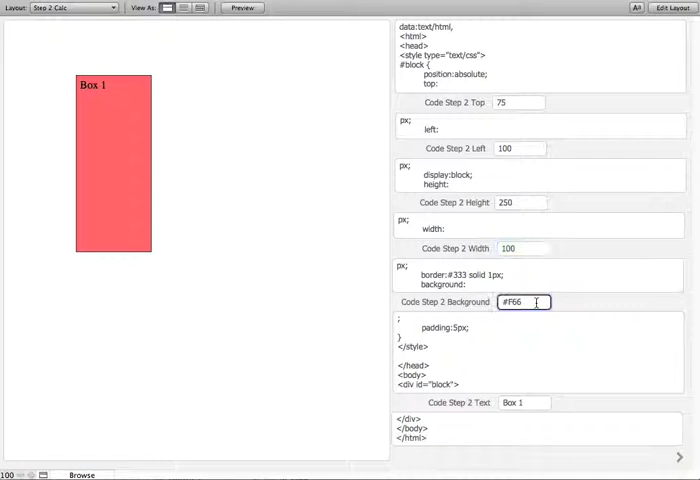 Layout: Step 2 Calc View As: Preview Aa Edit Layout
Box 1
data:text/html,
<html>
<head>
<style type="text/css">
#block {
position:absolute;
top:
Code Step 2 Top 75
px;
left:
Code Step 2 Left 100
px;
display:block;
height:
Code Step 2 Height 250
px;
width:
Code Step 2 Width 100
px;
border:#333 solid 1px;
background:
Code Step 2 Background #F66
;
padding:5px;
}
</style>
</head>
<body>
<div id="block">
Code Step 2 Text Box 1
</div>
</body>
</html>
100 Browse